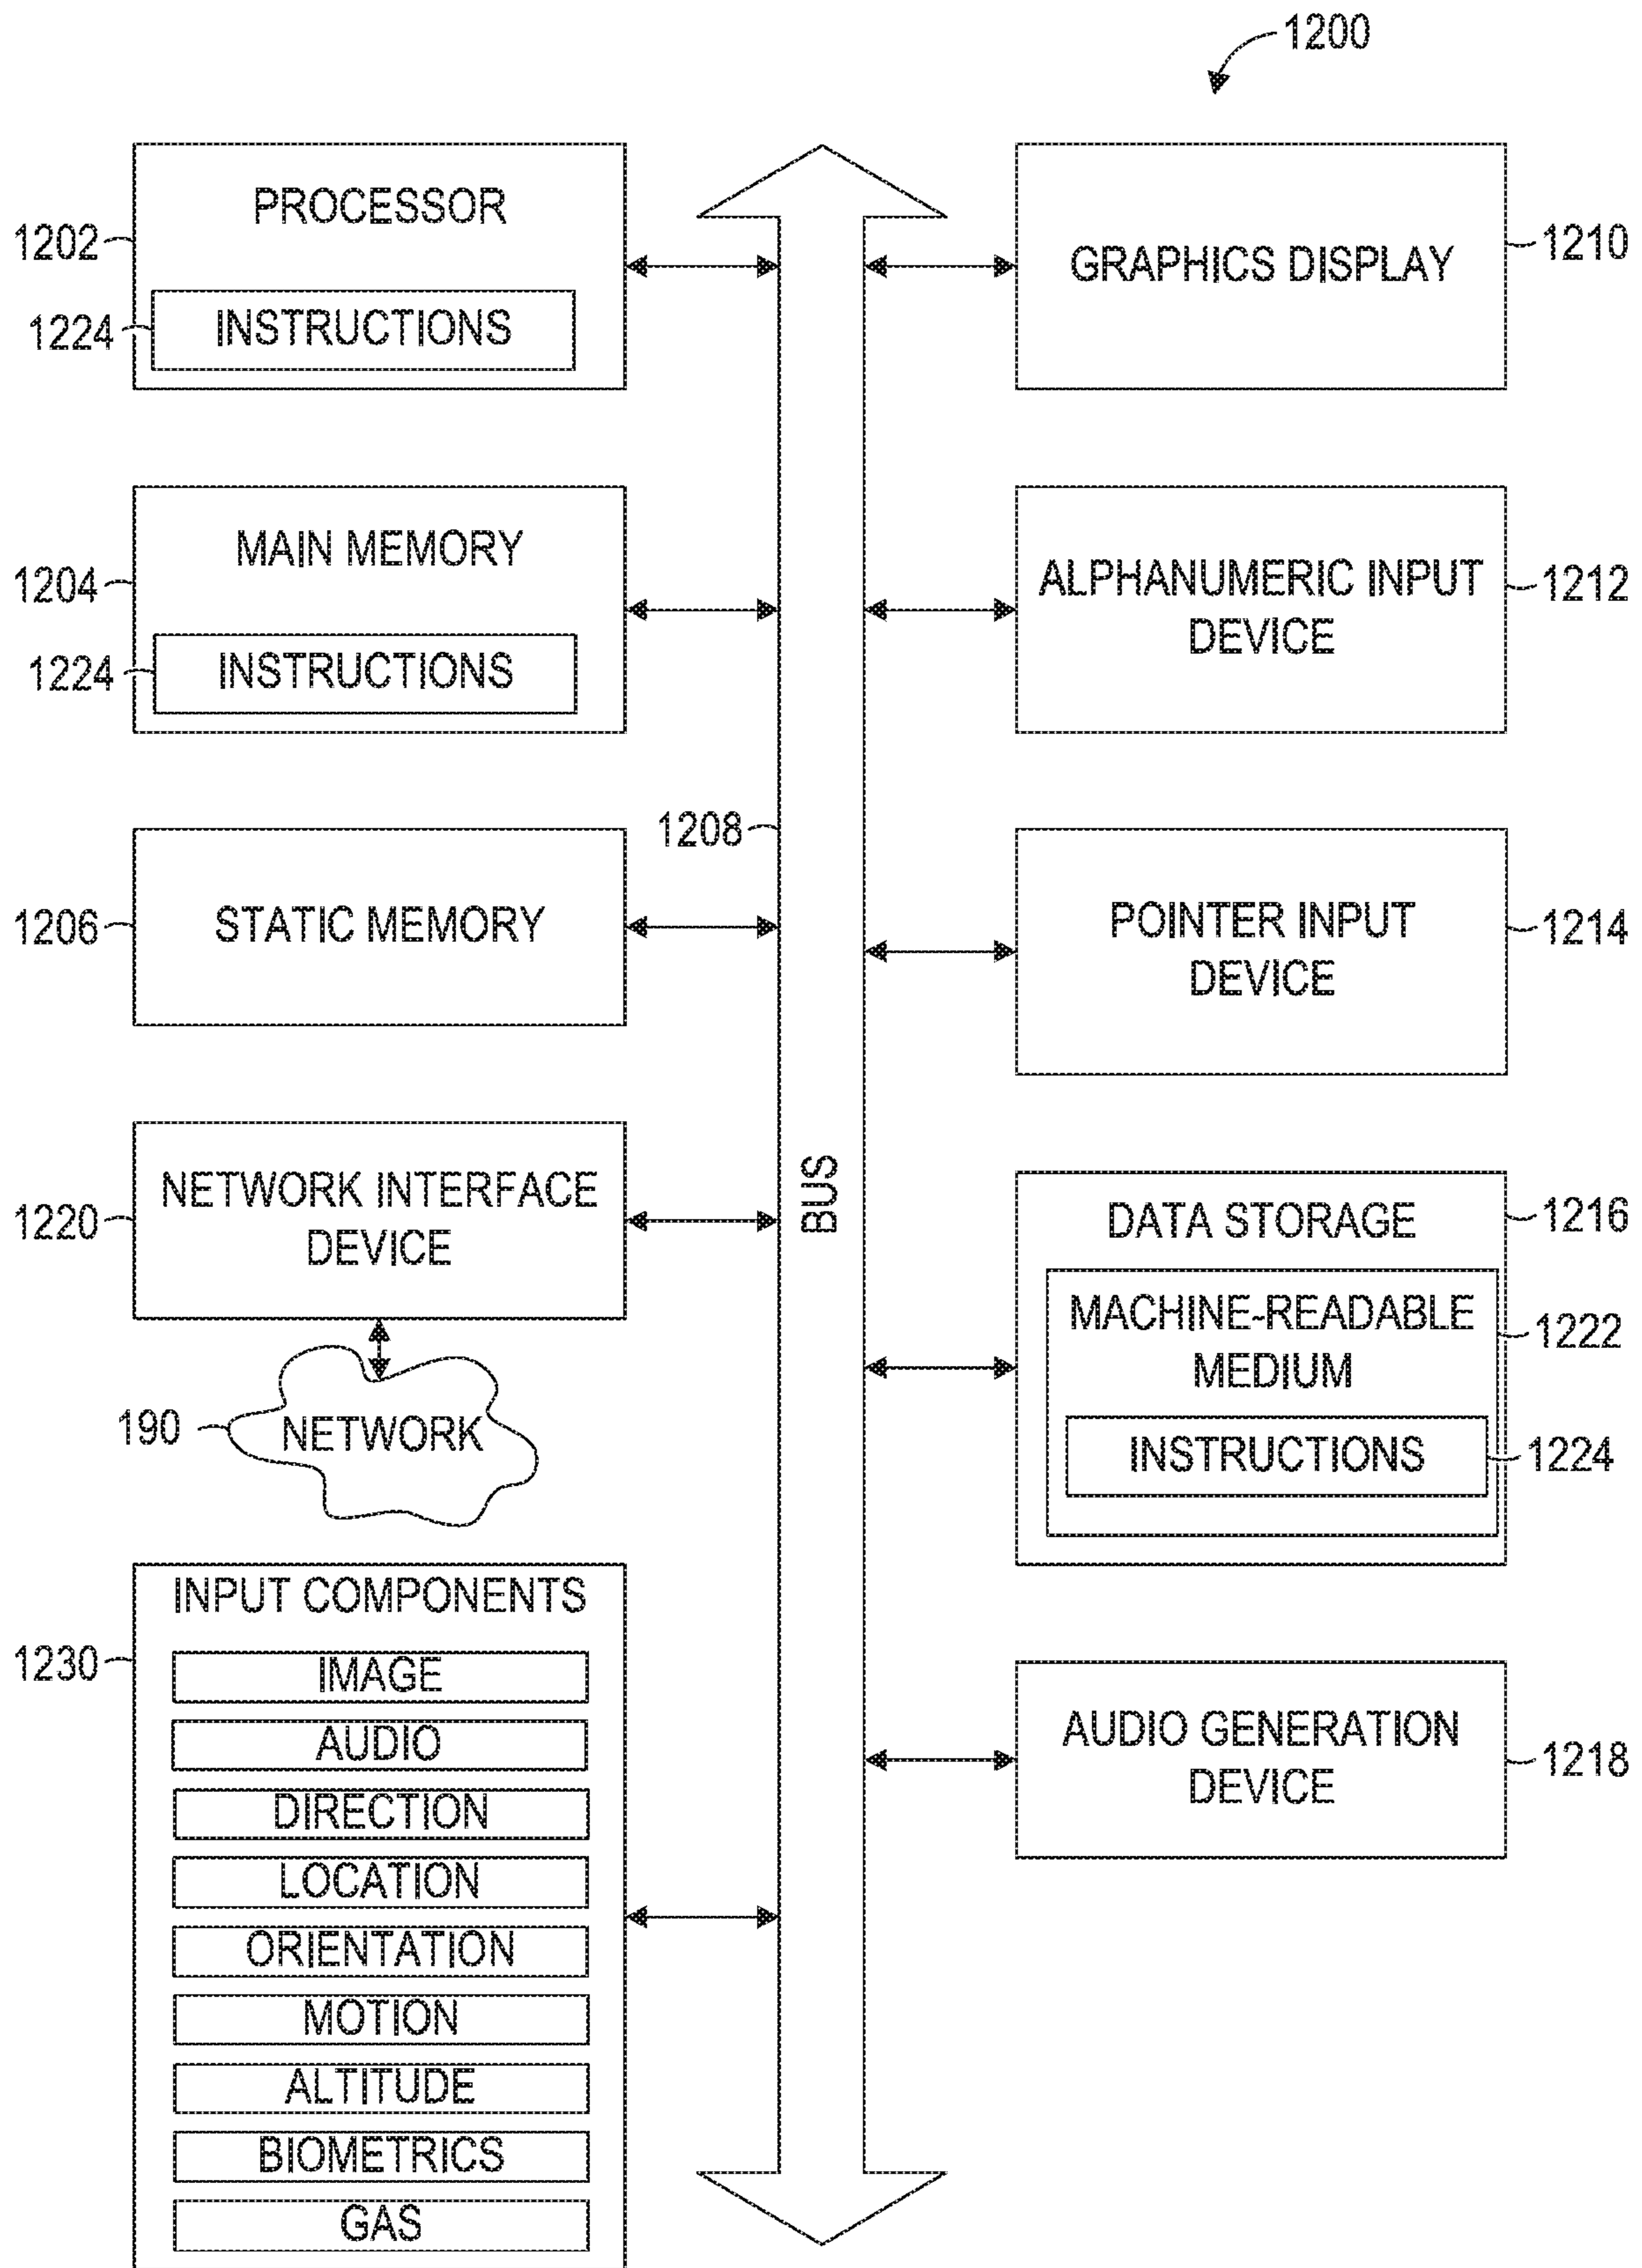 1200
PROCESSOR
1202
1224
INSTRUCTIONS
MAIN MEMORY
1204
1224
INSTRUCTIONS
1208
1206
STATIC MEMORY
NETWORK INTERFACE
DEVICE
1220
190
NETWORK
INPUT COMPONENTS
1230
IMAGE
AUDIO
DIRECTION
LOCATION
ORIENTATION
MOTION
ALTITUDE
BIOMETRICS
GAS
BUS
GRAPHICS DISPLAY
1210
ALPHANUMERIC INPUT
DEVICE
1212
POINTER INPUT
DEVICE
1214
DATA STORAGE
1216
MACHINE-READABLE
MEDIUM
1222
INSTRUCTIONS
1224
AUDIO GENERATION
DEVICE
1218